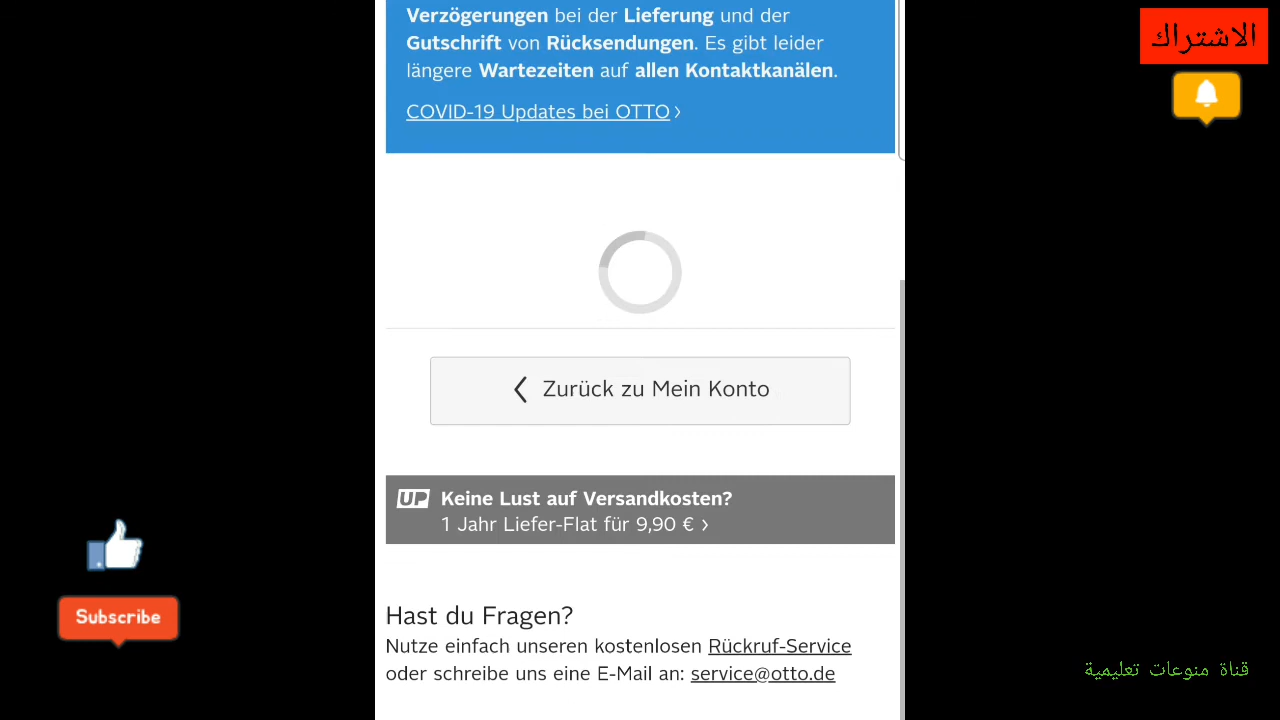 Verzögerungen bei der Lieferung und der
Gutschrift von Rücksendungen. Es gibt leider
längere Wartezeiten auf allen Kontaktkanälen.
COVID-19 Updates bei OTTO ›
الاشتراك
Zurück zu Mein Konto
UP Keine Lust auf Versandkosten?
1 Jahr Liefer-Flat für 9,90 € ›
Subscribe
Hast du Fragen?
Nutze einfach unseren kostenlosen Rückruf-Service
oder schreibe uns eine E-Mail an: service@otto.de
قناة منوعات تعليمية